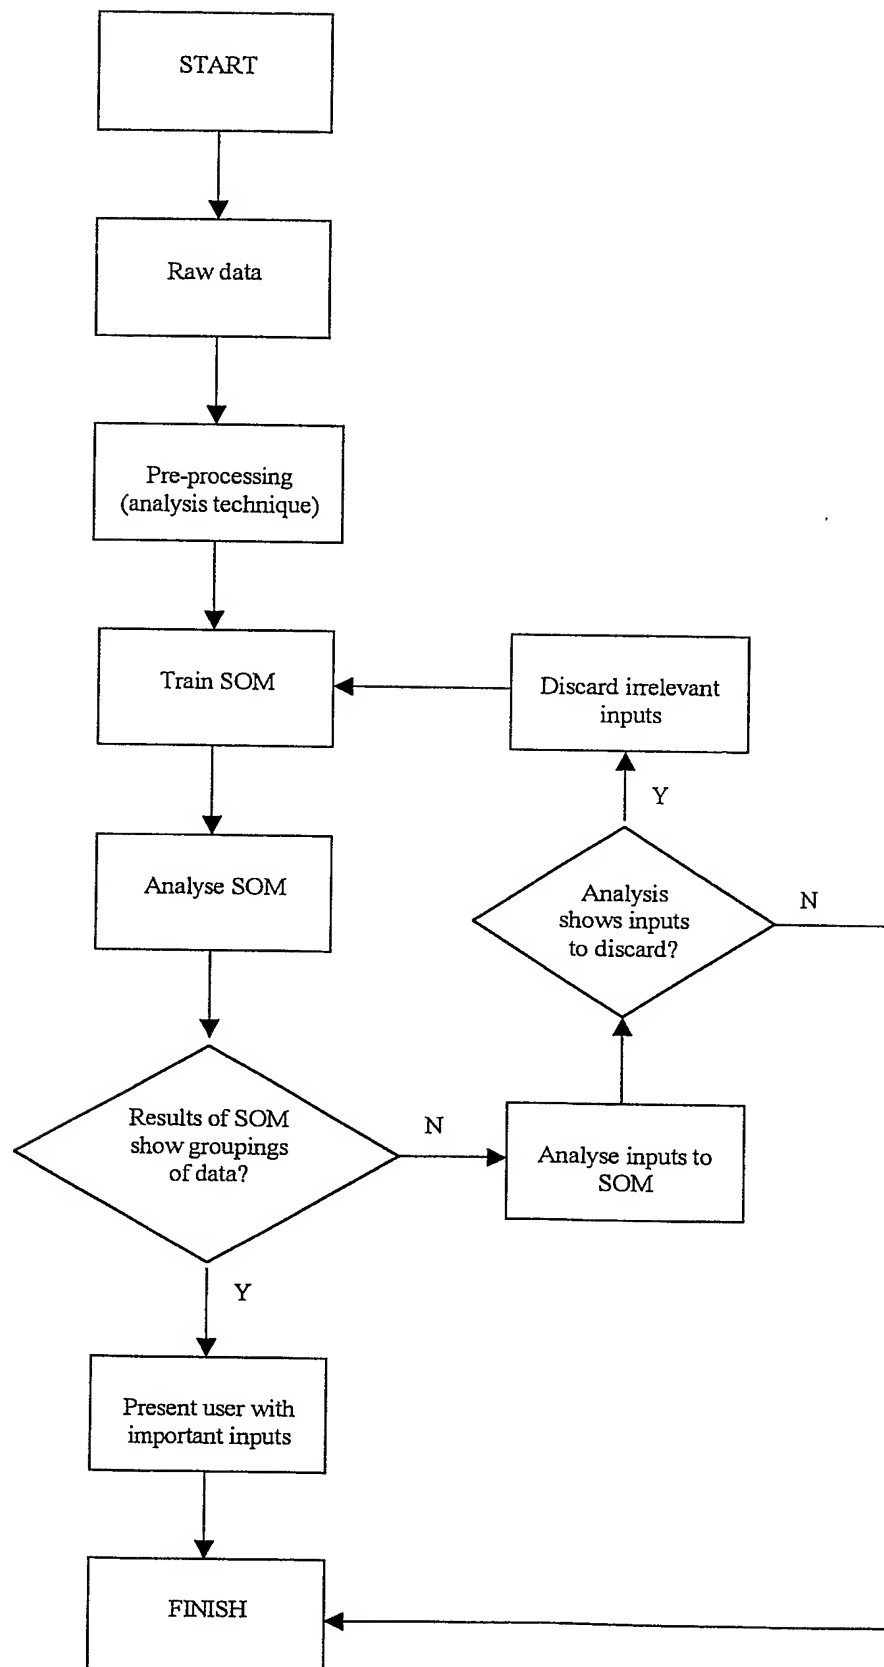 START
Raw data
Pre-processing
(analysis technique)
Train SOM
Discard irrelevant
inputs
Y
Analyse SOM
Analysis
shows inputs
to discard?
N
Results of SOM
show groupings
of data?
N
Analyse inputs to
SOM
Y
Present user with
important inputs
FINISH